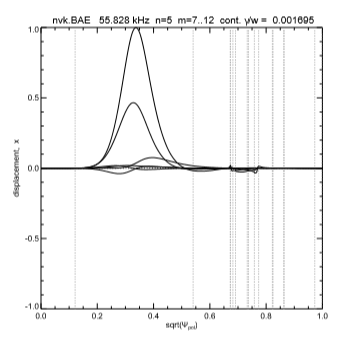 nvk.BAE 55.828 kHz n=5 m=7..12 cont. γ/w = 0.001695
1.0
0.5
0.0
-0.5
-1.0
displacement, x
0.0 0.2 0.4 0.6 0.8 1.0
sqrt(Ψpol)